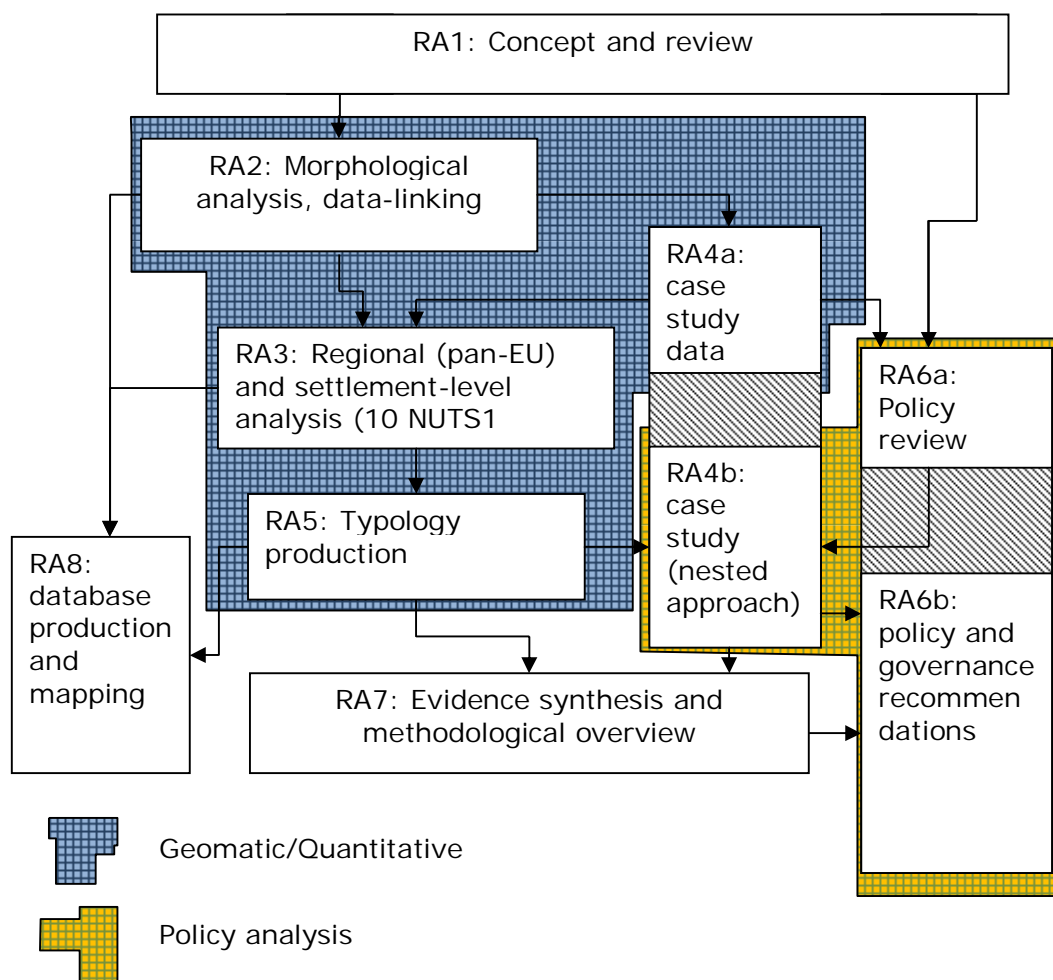 RA1: Concept and review
RA2: Morphological
analysis, data-linking
RA4a:
case
study
data
RA3: Regional (pan-EU)
and settlement-level
analysis (10 NUTS1
RA6a:
Policy
review
RA4b:
case
study
(nested
approach)
RA5: Typology
production
RA8:
database
production
and
mapping
RA6b:
policy and
governance
recommen
dations
RA7: Evidence synthesis and
methodological overview
Geomatic/Quantitative
Policy analysis